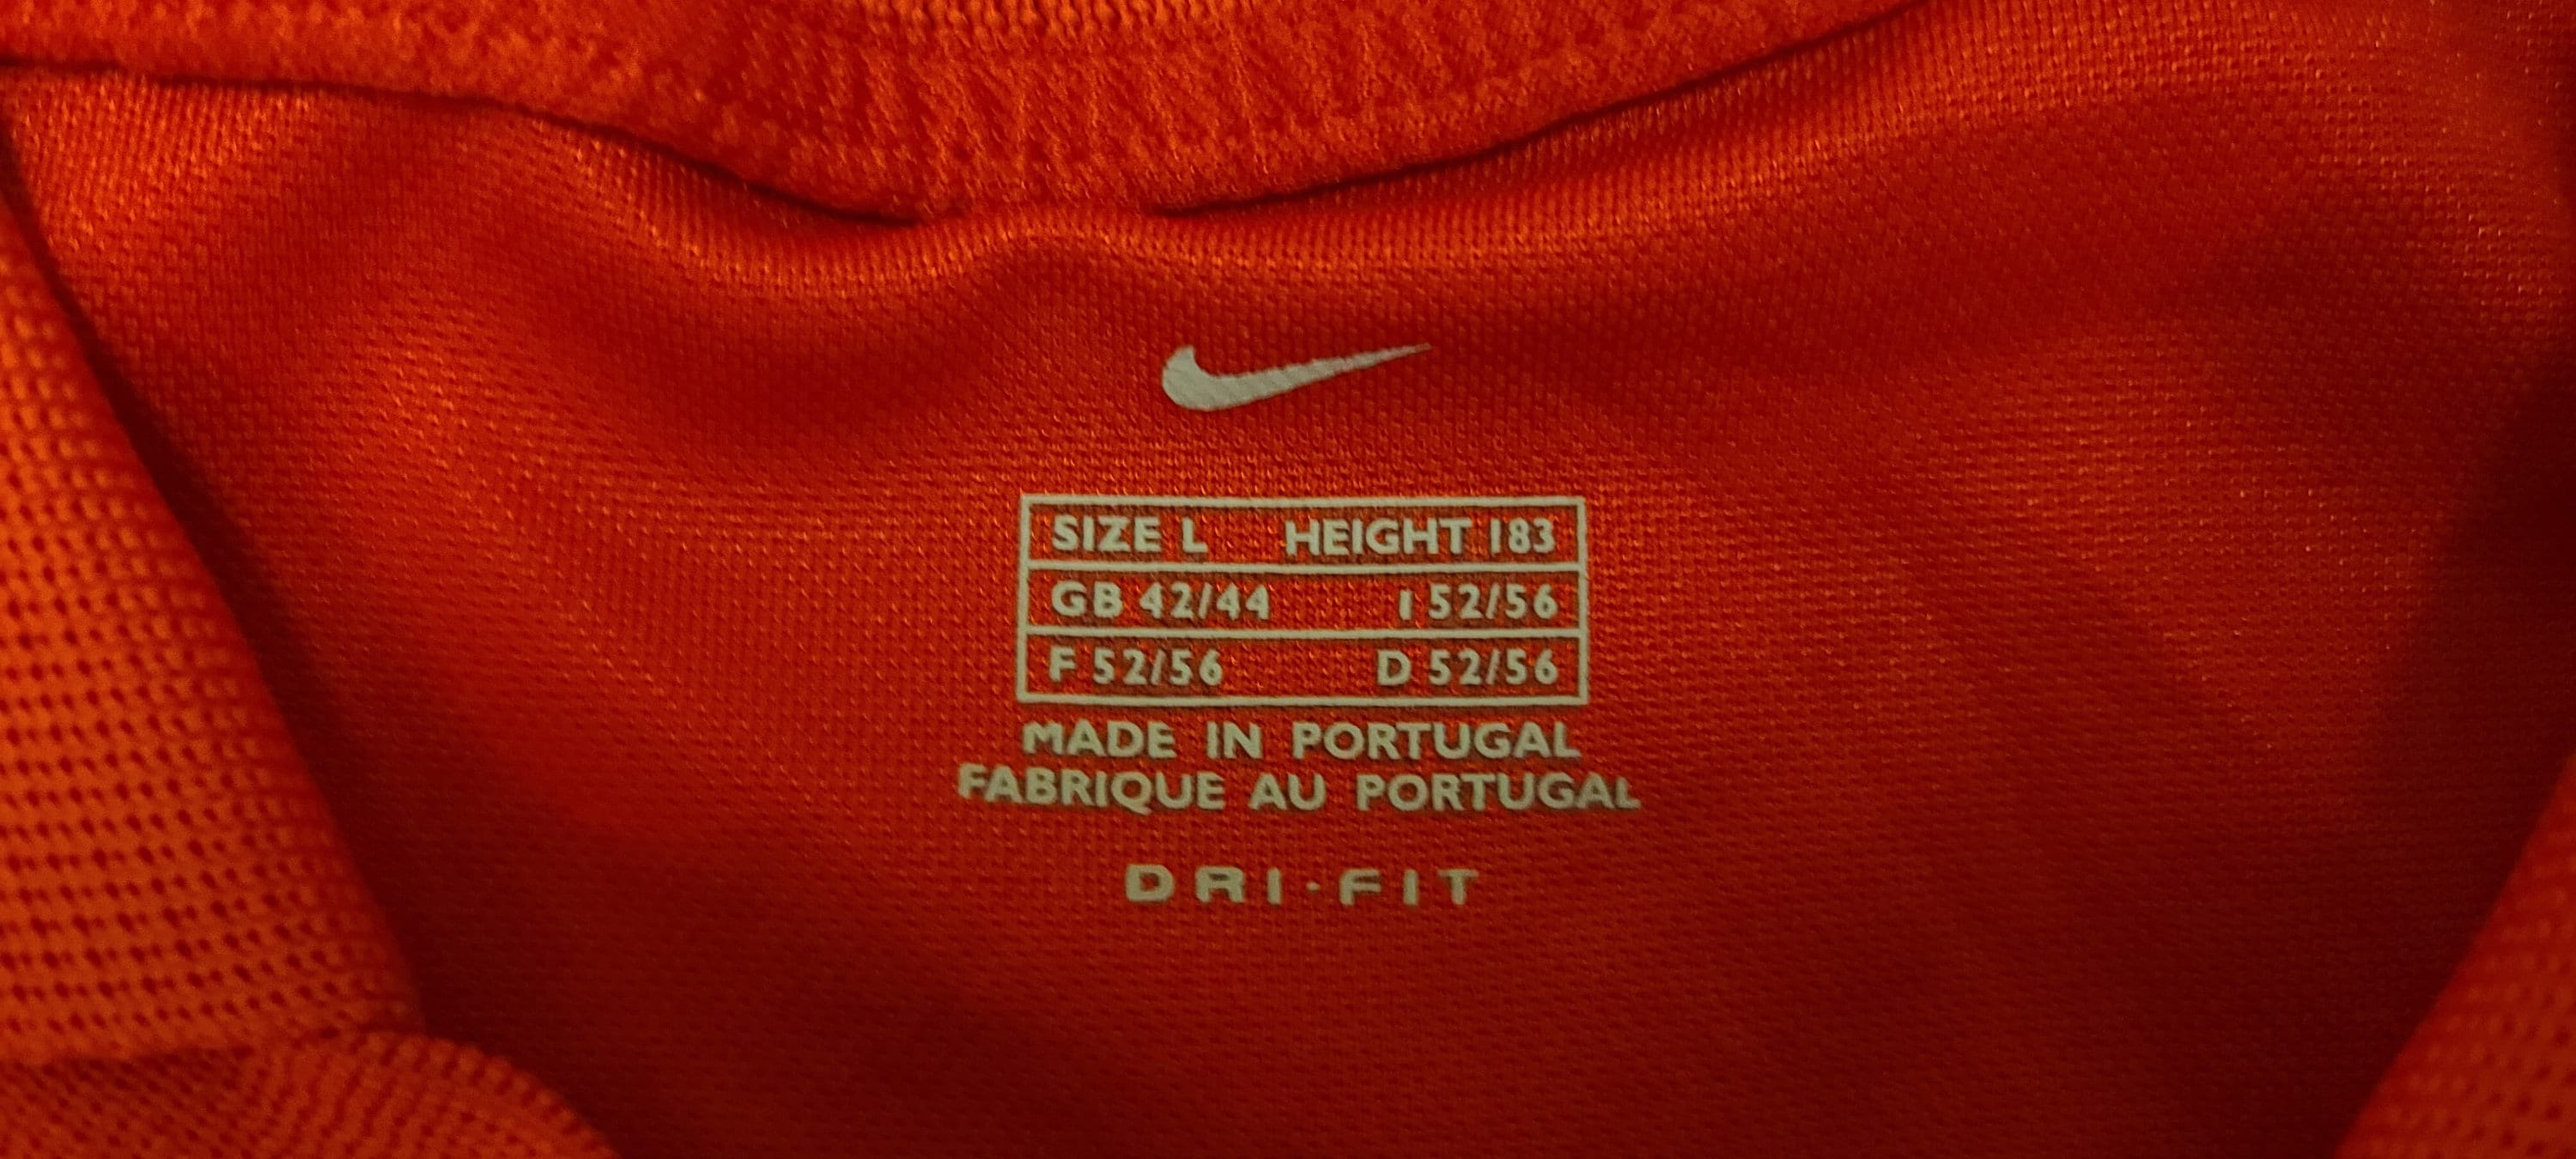 SIZE L HEIGHT 183
GB 42/44 I 52/56
F 52/56 D 52/56
MADE IN PORTUGAL
FABRIQUE AU PORTUGAL
DRI·FIT